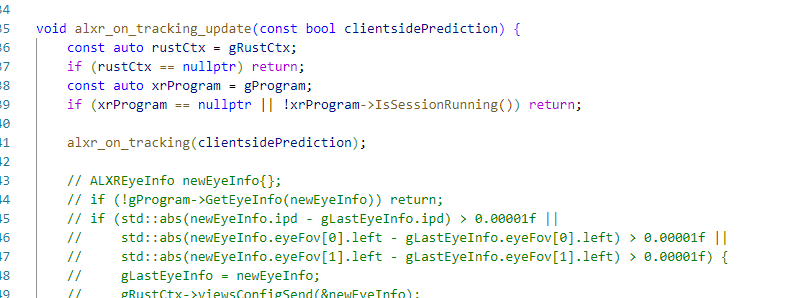 34
35 void alxr_on_tracking_update(const bool clientsidePrediction) {
36     const auto rustCtx = gRustCtx;
37     if (rustCtx == nullptr) return;
38     const auto xrProgram = gProgram;
39     if (xrProgram == nullptr || !xrProgram->IsSessionRunning()) return;
40
41     alxr_on_tracking(clientsidePrediction);
42
43     // ALXREyeInfo newEyeInfo{};
44     // if (!gProgram->GetEyeInfo(newEyeInfo)) return;
45     // if (std::abs(newEyeInfo.ipd - gLastEyeInfo.ipd) > 0.00001f ||
46     //     std::abs(newEyeInfo.eyeFov[0].left - gLastEyeInfo.eyeFov[0].left) > 0.00001f ||
47     //     std::abs(newEyeInfo.eyeFov[1].left - gLastEyeInfo.eyeFov[1].left) > 0.00001f) {
48     //     gLastEyeInfo = newEyeInfo;
49     //     gRustCtx->viewsConfigSend(&newEyeInfo);